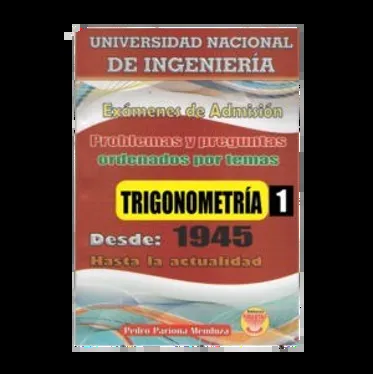 UNIVERSIDAD NACIONAL
DE INGENIERÍA
Exámenes de Admisión
Problemas y preguntas
ordenados por temas
TRIGONOMETRÍA 1
Desde: 1945
Hasta la actualidad
Pedro Pariona Mendoza